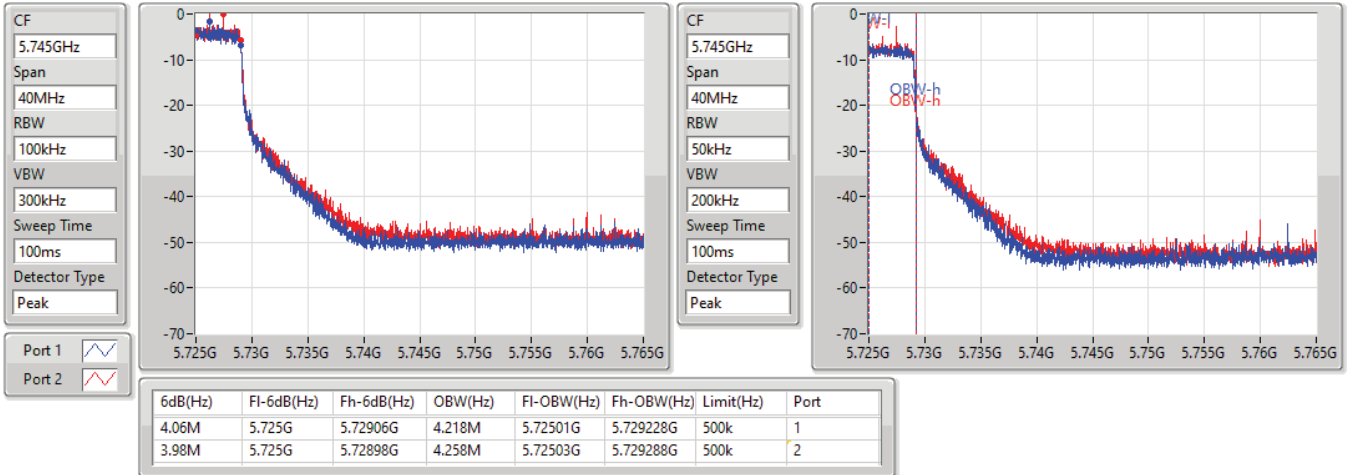 CF
5.745GHz
Span
40MHz
RBW
100kHz
VBW
300kHz
Sweep Time
100ms
Detector Type
Peak
Port 1
Port 2
0-
-10-
-20-
-30-
-40-
-50-
-60-
-70-
5.725G 5.73G 5.735G 5.74G 5.745G 5.75G 5.755G 5.76G 5.765G
CF
5.745GHz
Span
40MHz
RBW
50kHz
VBW
200kHz
Sweep Time
100ms
Detector Type
Peak
0-
-10-
-20-
-30-
-40-
-50-
-60-
-70-
OBW-h
OBW-h
5.725G 5.73G 5.735G 5.74G 5.745G 5.75G 5.755G 5.76G 5.765G
6dB(Hz) Fl-6dB(Hz) Fh-6dB(Hz) OBW(Hz) Fl-OBW(Hz) Fh-OBW(Hz) Limit(Hz) Port
4.06M 5.725G 5.72906G 4.218M 5.72501G 5.729228G 500k 1
3.98M 5.725G 5.72898G 4.258M 5.72503G 5.729288G 500k 2